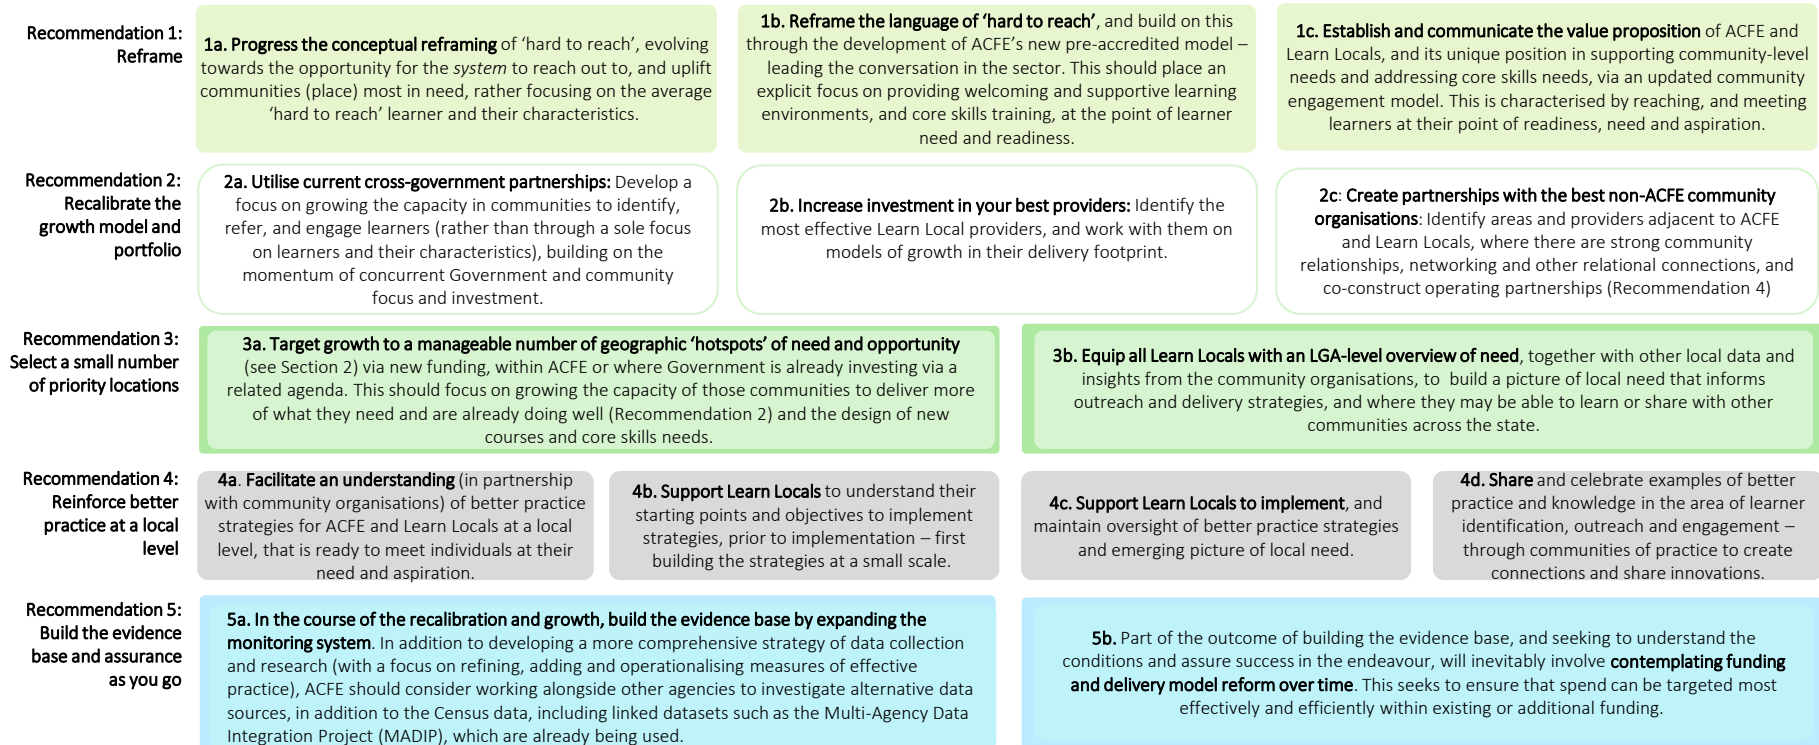 Recommendation 1:
Reframe
1a. Progress the conceptual reframing of 'hard to reach', evolving
towards the opportunity for the system to reach out to, and uplift
communities (place) most in need, rather focusing on the average
'hard to reach' learner and their characteristics.
1b. Reframe the language of 'hard to reach', and build on this
through the development of ACFE's new pre-accredited model –
leading the conversation in the sector. This should place an
explicit focus on providing welcoming and supportive learning
environments, and core skills training, at the point of learner
need and readiness.
1c. Establish and communicate the value proposition of ACFE and
Learn Locals, and its unique position in supporting community-level
needs and addressing core skills needs, via an updated community
engagement model. This is characterised by reaching, and meeting
learners at their point of readiness, need and aspiration.
Recommendation 2:
Recalibrate the
growth model and
portfolio
2a. Utilise current cross-government partnerships: Develop a
focus on growing the capacity in communities to identify,
refer, and engage learners (rather than through a sole focus
on learners and their characteristics), building on the
momentum of concurrent Government and community
focus and investment.
2b. Increase investment in your best providers: Identify the
most effective Learn Local providers, and work with them on
models of growth in their delivery footprint.
2c: Create partnerships with the best non-ACFE community
organisations: Identify areas and providers adjacent to ACFE
and Learn Locals, where there are strong community
relationships, networking and other relational connections, and
co-construct operating partnerships (Recommendation 4)
Recommendation 3:
Select a small number
of priority locations
3a. Target growth to a manageable number of geographic 'hotspots' of need and opportunity
(see Section 2) via new funding, within ACFE or where Government is already investing via a
related agenda. This should focus on growing the capacity of those communities to deliver more
of what they need and are already doing well (Recommendation 2) and the design of new
courses and core skills needs.
3b. Equip all Learn Locals with an LGA-level overview of need, together with other local data and
insights from the community organisations, to build a picture of local need that informs
outreach and delivery strategies, and where they may be able to learn or share with other
communities across the state.
Recommendation 4:
Reinforce better
practice at a local
level
4a. Facilitate an understanding (in partnership
with community organisations) of better practice
strategies for ACFE and Learn Locals at a local
level, that is ready to meet individuals at their
need and aspiration.
4b. Support Learn Locals to understand their
starting points and objectives to implement
strategies, prior to implementation – first
building the strategies at a small scale.
4c. Support Learn Locals to implement, and
maintain oversight of better practice strategies
and emerging picture of local need.
4d. Share and celebrate examples of better
practice and knowledge in the area of learner
identification, outreach and engagement –
through communities of practice to create
connections and share innovations.
Recommendation 5:
Build the evidence
base and assurance
as you go
5a. In the course of the recalibration and growth, build the evidence base by expanding the
monitoring system. In addition to developing a more comprehensive strategy of data collection
and research (with a focus on refining, adding and operationalising measures of effective
practice), ACFE should consider working alongside other agencies to investigate alternative data
sources, in addition to the Census data, including linked datasets such as the Multi-Agency Data
Integration Project (MADIP), which are already being used.
5b. Part of the outcome of building the evidence base, and seeking to understand the
conditions and assure success in the endeavour, will inevitably involve contemplating funding
and delivery model reform over time. This seeks to ensure that spend can be targeted most
effectively and efficiently within existing or additional funding.